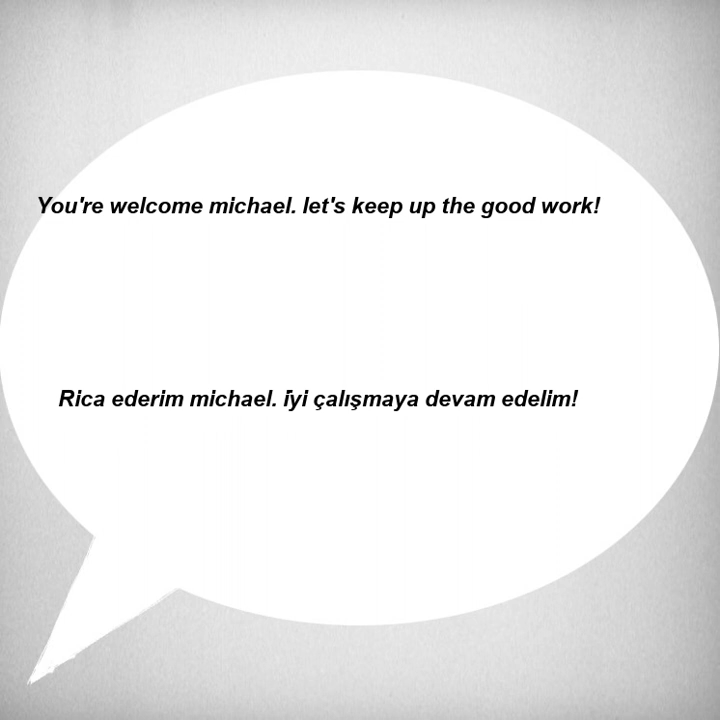 You're welcome michael. let's keep up the good work!
Rica ederim michael. i̇yi çalışmaya devam edelim!